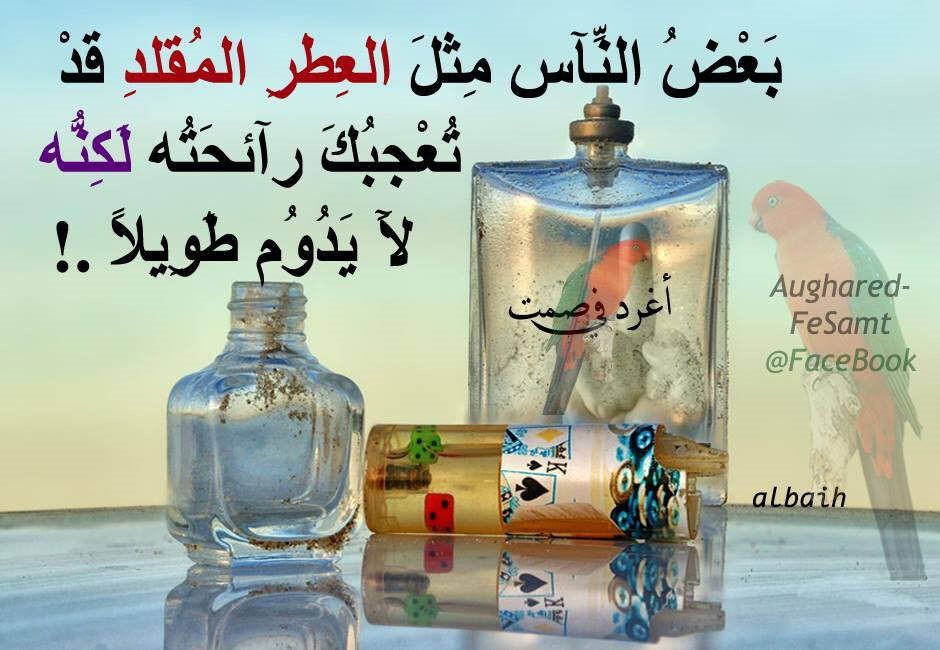 بَعْضُ النِّآس مِثلَ العِطرِ المُقلدِ قدْ
تُعْجبُكَ رآئحَتُه لَكِنُّه
لآ يَدُوُم طَوِيلاً .!
أغرد في صمت
Aughared-
FeSamt
@FaceBook
albaih
K